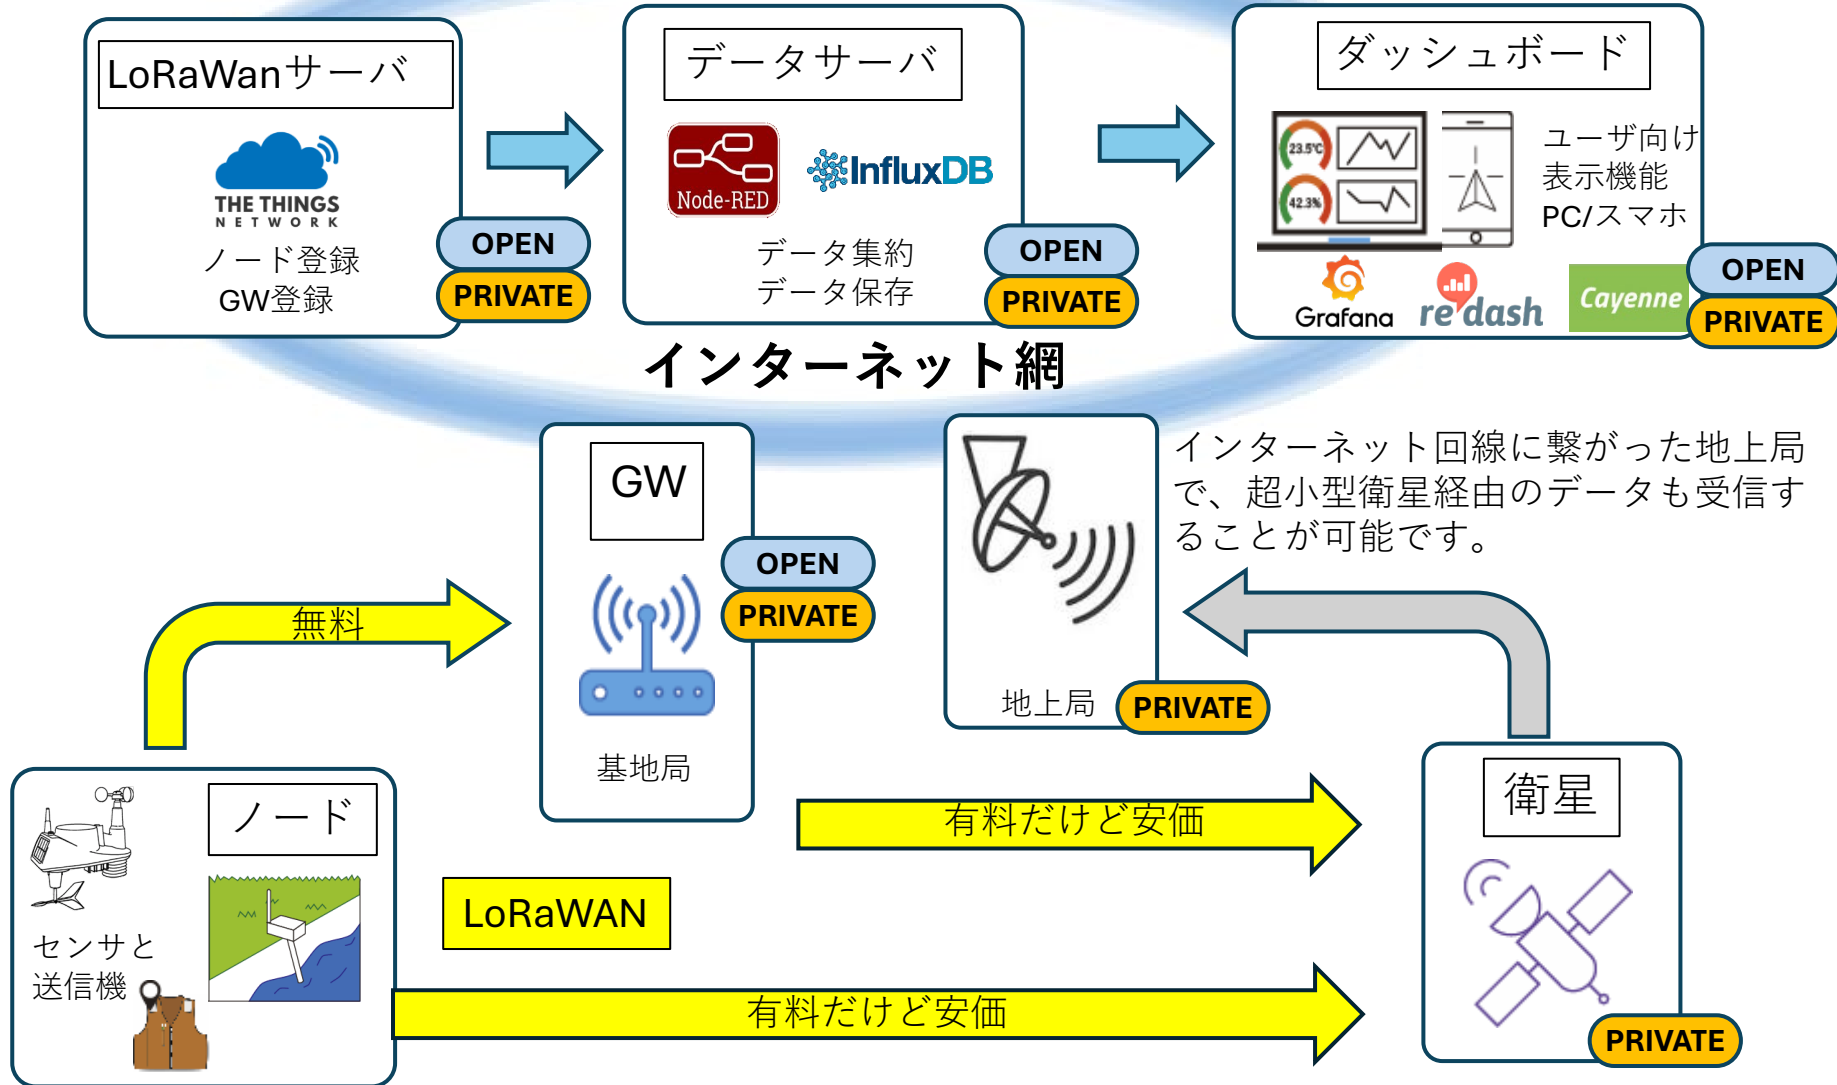 LoRaWanサーバ
THE THINGS
NETWORK
ノード登録
GW登録
OPEN
PRIVATE
データサーバ
Node-RED
InfluxDB
データ集約
データ保存
OPEN
PRIVATE
ダッシュボード
23.5℃
42.3%
ユーザ向け
表示機能
PC/スマホ
Grafana
redash
Cayenne
OPEN
PRIVATE
インターネット網
GW
OPEN
PRIVATE
基地局
地上局
PRIVATE
インターネット回線に繋がった地上局
で、超小型衛星経由のデータも受信す
ることが可能です。
無料
ノード
センサと
送信機
LoRaWAN
有料だけど安価
有料だけど安価
衛星
PRIVATE